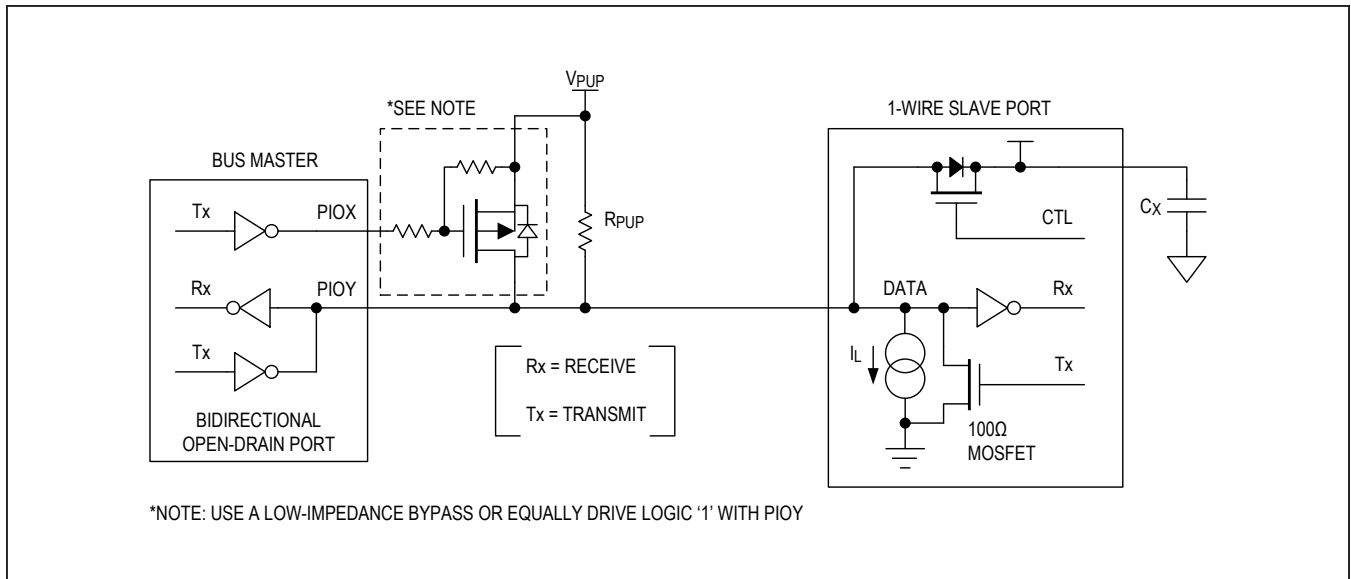 VPUP
*SEE NOTE
1-WIRE SLAVE PORT
BUS MASTER
Tx
PIOX
RPUP
CX
CTL
Rx
PIOY
DATA
Rx
Tx
IL
Tx
Rx = RECEIVE
Tx = TRANSMIT
BIDIRECTIONAL
OPEN-DRAIN PORT
100Ω
MOSFET
*NOTE: USE A LOW-IMPEDANCE BYPASS OR EQUALLY DRIVE LOGIC ‘1’ WITH PIOY